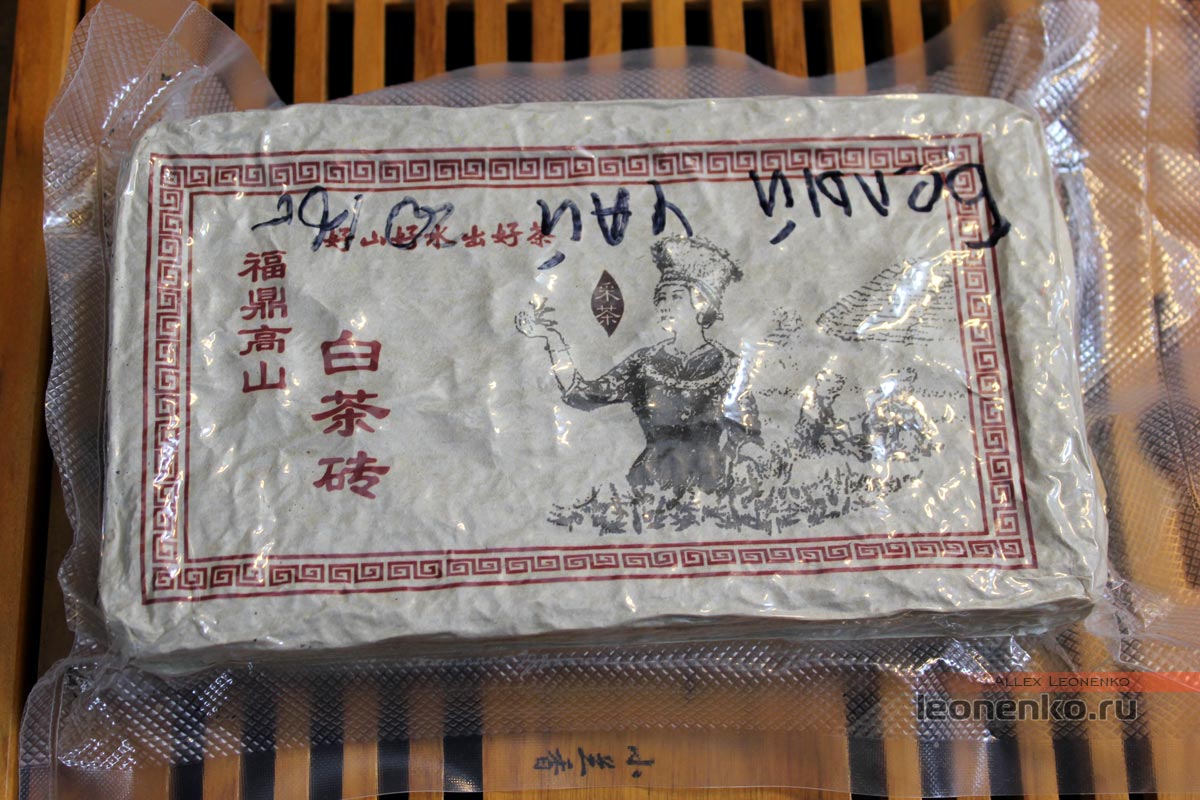 Белый чай
好山好水出好茶
福鼎高山
白茶砖
采茶
ALLEX LEONENKO
leonenko.ru